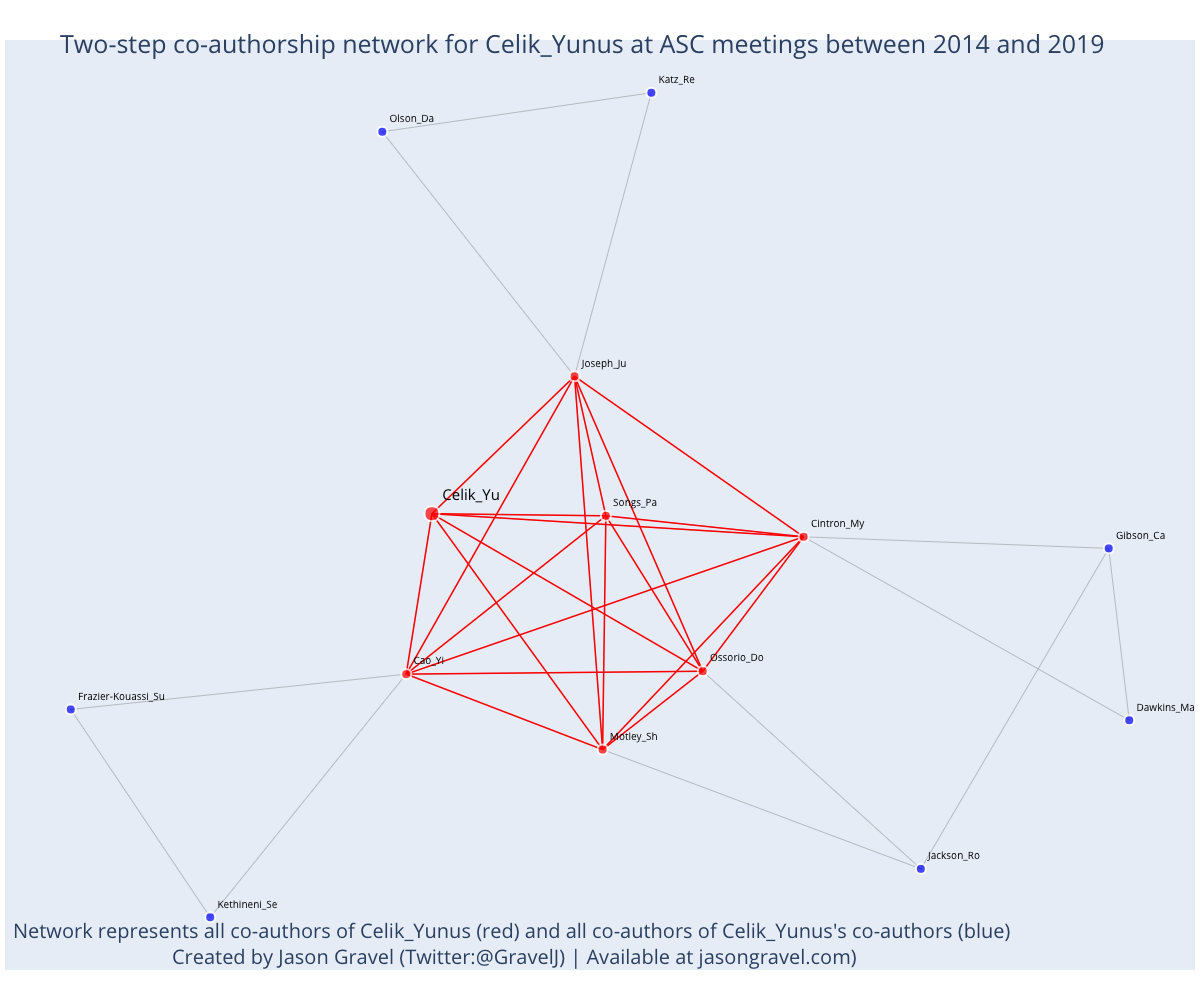 Two-step co-authorship network for Celik_Yunus at ASC meetings between 2014 and 2019
Katz_Re
Olson_Da
Joseph_Ju
Celik_Yu
Songs_Pa
Cintron_My
Gibson_Ca
Cao_Yi
Ossorio_Do
Frazier-Kouassi_Su
Dawkins_Ma
Motley_Sh
Jackson_Ro
Kethineni_Se
Network represents all co-authors of Celik_Yunus (red) and all co-authors of Celik_Yunus's co-authors (blue)
Created by Jason Gravel (Twitter:@GravelJ) | Available at jasongravel.com)